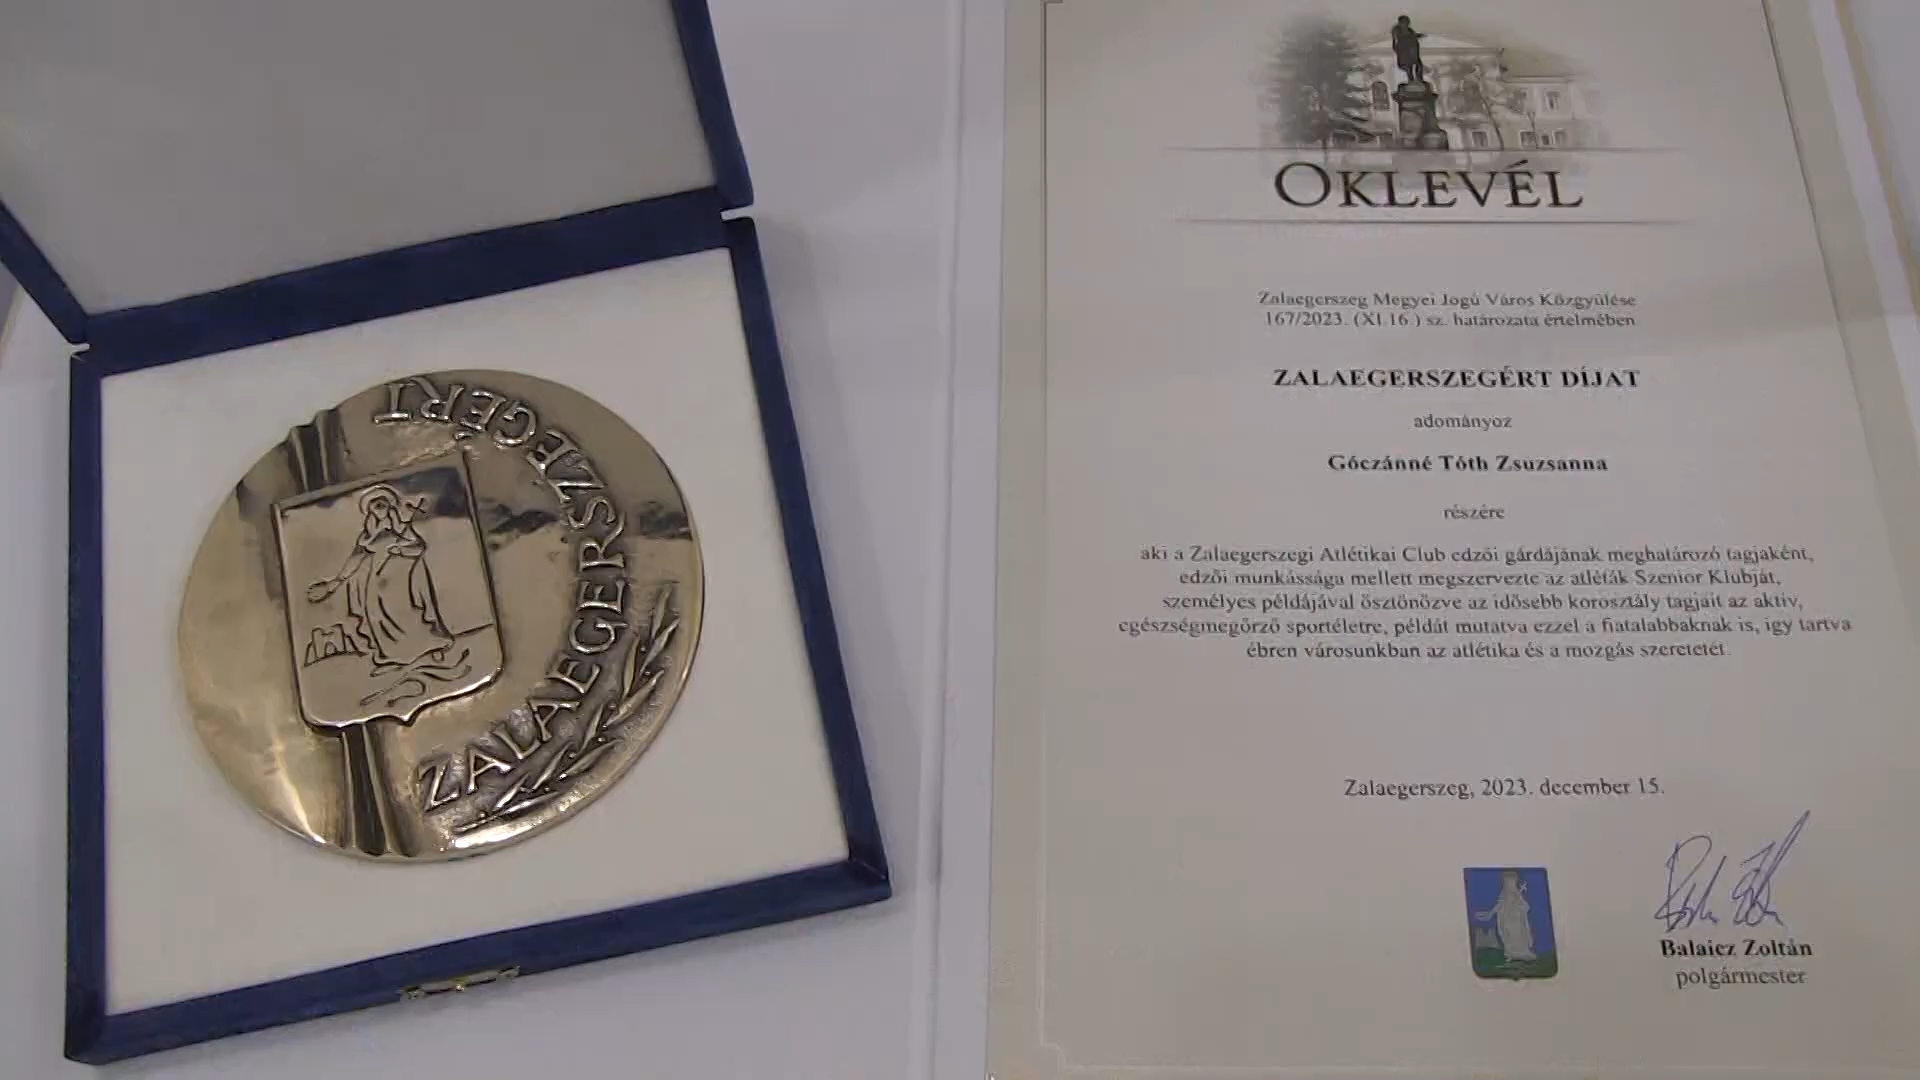 ZALAEGERSZEGÉRT
OKLEVÉL
Zalaegerszeg Megyei Jogú Város Közgyűlése
167/2023. (XI.16.) sz. határozata értelmében
ZALAEGERSZEGÉRT DÍJAT
adományoz
Góczánné Tóth Zsuzsanna
részére
aki a Zalaegerszegi Atlétikai Club edzői gárdájának meghatározó tagjaként,
edzői munkássága mellett megszervezte az atléták Szenior Klubját,
személyes példájával ösztönözve az idősebb korosztály tagjait az aktív,
egészségmegőrző sportéletre, példát mutatva ezzel a fiatalabbaknak is, így tartva
ébren városunkban az atlétika és a mozgás szeretetét.
Zalaegerszeg, 2023. december 15.
Balaicz Zoltán
polgármester